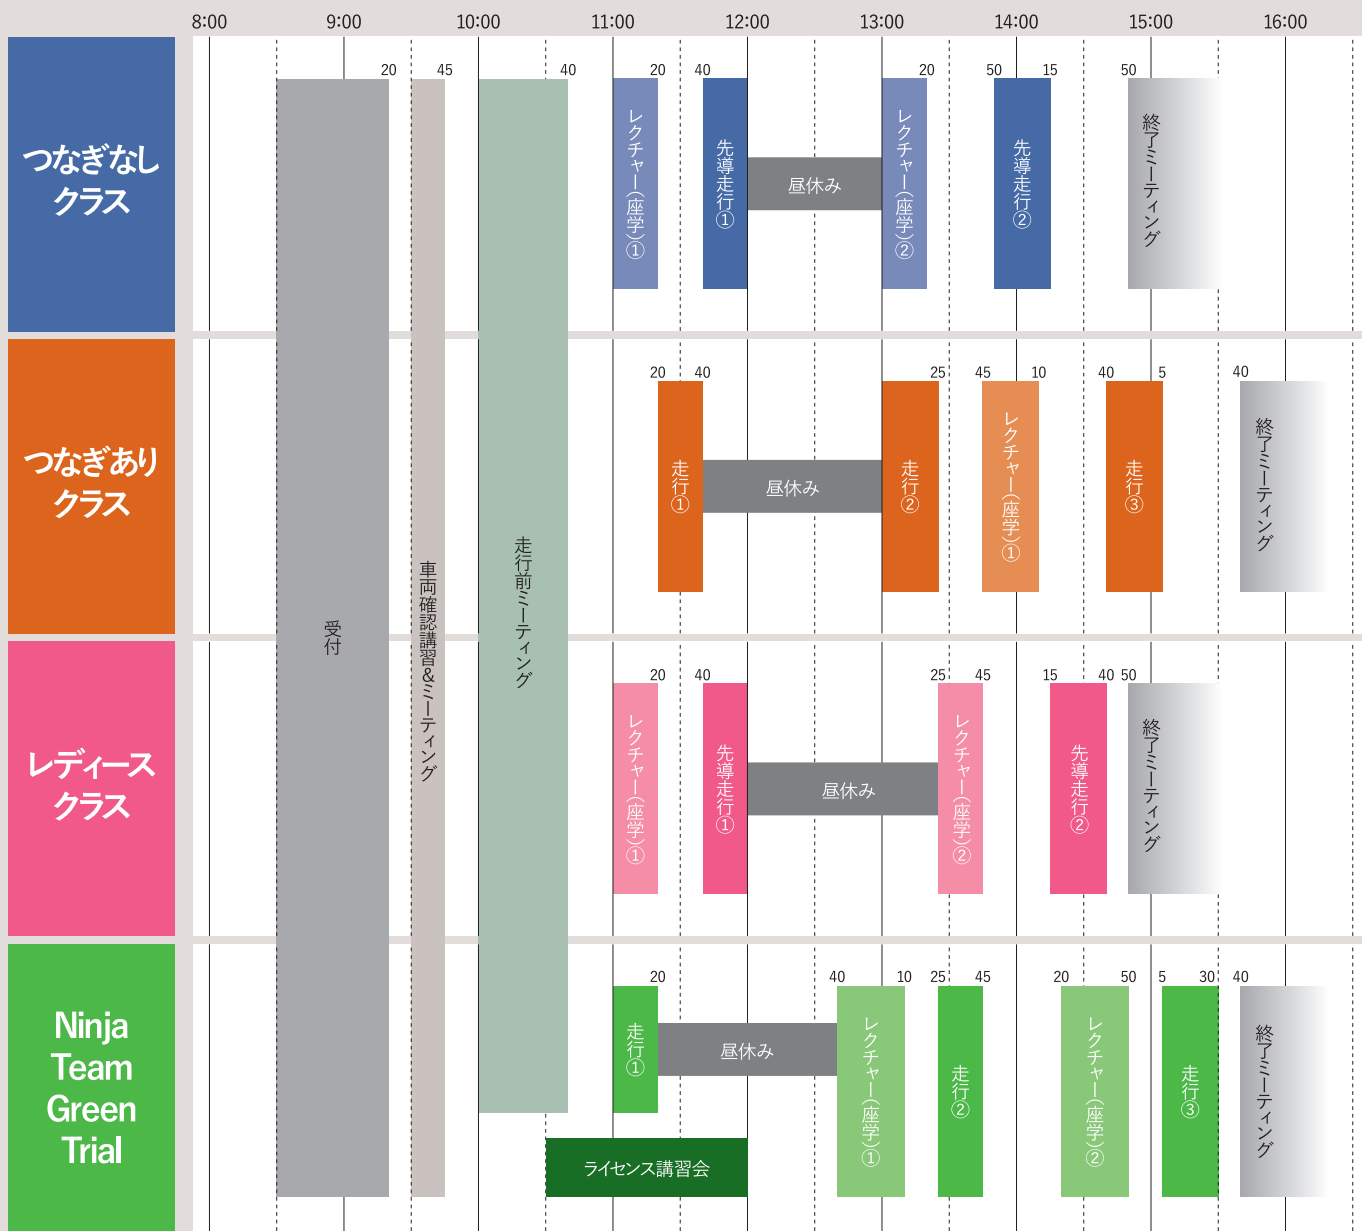 8:00 9:00 10:00 11:00 12:00 13:00 14:00 15:00 16:00
つなぎなし
クラス
20 45 40 20 40 20 50 15 50
受付
車両確認講習&ミーティング
走行前ミーティング
レクチャー(座学)①
先導走行①
昼休み
レクチャー(座学)②
先導走行②
終了ミーティング
つなぎあり
クラス
20 40 25 45 10 40 5 40
走行①
昼休み
走行②
レクチャー(座学)①
走行③
終了ミーティング
レディース
クラス
20 40 25 45 15 40 50
レクチャー(座学)①
先導走行①
昼休み
レクチャー(座学)②
先導走行②
終了ミーティング
Ninja
Team
Green
Trial
20 40 10 25 45 20 50 5 30 40
走行①
昼休み
レクチャー(座学)①
走行②
レクチャー(座学)②
走行③
終了ミーティング
ライセンス講習会